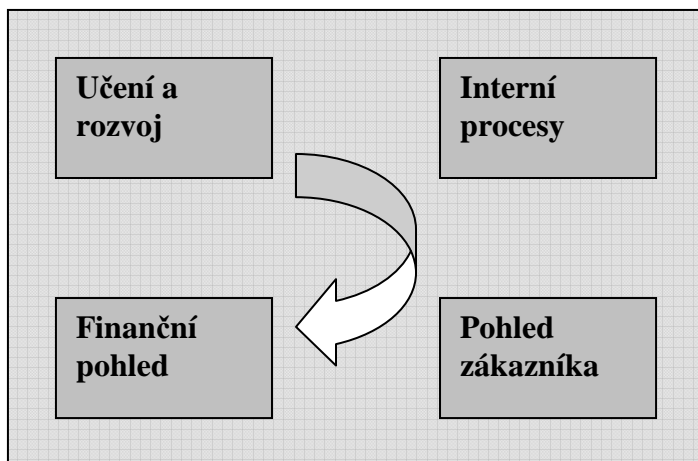 Učení a
rozvoj
Interní
procesy
Finanční
pohled
Pohled
zákazníka